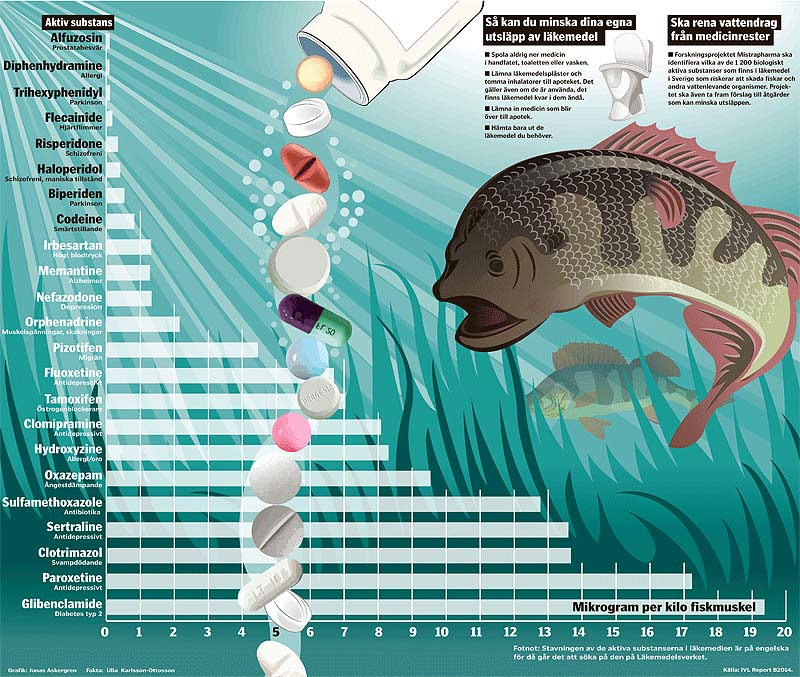 Aktiv substans
Alfuzosin
Prostatabesvär
Diphenhydramine
Allergi
Trihexyphenidyl
Parkinson
Flecainide
Hjärtflimmer
Risperidone
Schizofreni
Haloperidol
Schizofreni, maniska tillstånd
Biperiden
Parkinson
Codeine
Smärtstillande
Irbesartan
Högt blodtryck
Memantine
Alzheimer
Nefazodone
Depression
Orphenadrine
Muskelspänningar, skakningar
Pizotifen
Migrän
Fluoxetine
Antidepressivt
Tamoxifen
Östrogenblockerare
Clomipramine
Antidepressivt
Hydroxyzine
Allergi/oro
Oxazepam
Ångestdämpande
Sulfamethoxazole
Antibiotika
Sertraline
Antidepressivt
Clotrimazol
Svampdödande
Paroxetine
Antidepressivt
Glibenclamide
Diabetes typ 2
Mikrogram per kilo fiskmuskel
0 1 2 3 4 5 6 7 8 9 10 11 12 13 14 15 16 17 18 19 20
Så kan du minska dina egna
utsläpp av läkemedel
■ Spola aldrig ner medicin
i handfatet, toaletten eller vasken.
■ Lämna läkemedelsplåster och
tomma inhalatorer till apoteket. Det
gäller även om de är använda, det
finns läkemedel kvar i dem ändå.
■ Lämna in medicin som blir
över till apotek.
■ Hämta bara ut de
läkemedel du behöver.
Ska rena vattendrag
från medicinrester
■ Forskningsprojektet Mistrapharma ska
identifiera vilka av de 1 200 biologiskt
aktiva substanser som finns i läkemedel
i Sverige som riskerar att skada fiskar och
andra vattenlevande organismer. Projek-
tet ska även ta fram förslag till åtgärder
som kan minska utsläppen.
Fotnot: Stavningen av de aktiva substanserna i läkemedlen är på engelska
för då går det att söka på den på Läkemedelsverket.
Grafik: Jonas Askergren Fakta: Ulla Karlsson-Ottosson
Källa: IVL Report B2014.